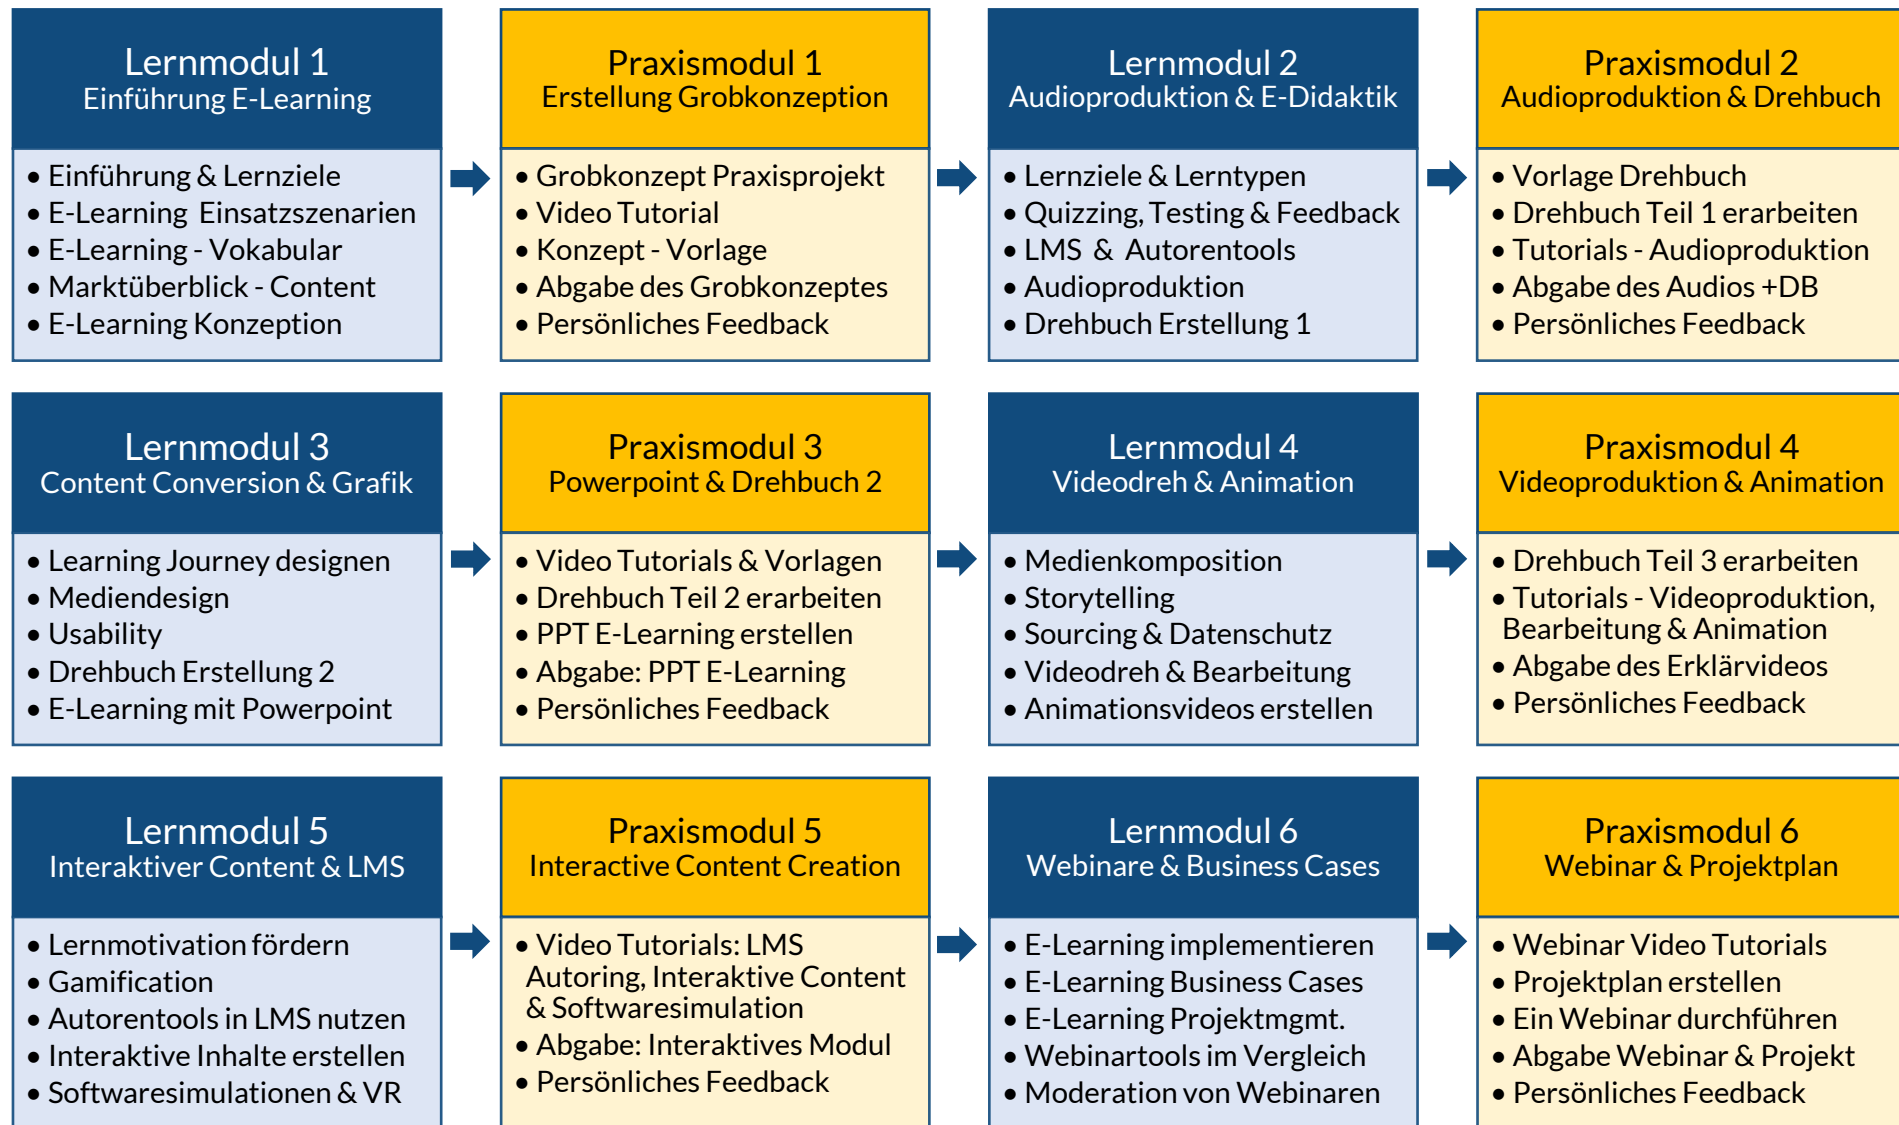 Lernmodul 1
Einführung E-Learning
• Einführung & Lernziele
• E-Learning  Einsatzszenarien
• E-Learning - Vokabular
• Marktüberblick - Content
• E-Learning Konzeption
Praxismodul 1
Erstellung Grobkonzeption
• Grobkonzept Praxisprojekt
• Video Tutorial
• Konzept - Vorlage
• Abgabe des Grobkonzeptes
• Persönliches Feedback
Lernmodul 2
Audioproduktion & E-Didaktik
• Lernziele & Lerntypen
• Quizzing, Testing & Feedback
• LMS  &  Autorentools
• Audioproduktion
• Drehbuch Erstellung 1
Praxismodul 2
Audioproduktion & Drehbuch
• Vorlage Drehbuch
• Drehbuch Teil 1 erarbeiten
• Tutorials - Audioproduktion
• Abgabe des Audios +DB
• Persönliches Feedback
Lernmodul 3
Content Conversion & Grafik
• Learning Journey designen
• Mediendesign
• Usability
• Drehbuch Erstellung 2
• E-Learning mit Powerpoint
Praxismodul 3
Powerpoint & Drehbuch 2
• Video Tutorials & Vorlagen
• Drehbuch Teil 2 erarbeiten
• PPT E-Learning erstellen
• Abgabe: PPT E-Learning
• Persönliches Feedback
Lernmodul 4
Videodreh & Animation
• Medienkomposition
• Storytelling
• Sourcing & Datenschutz
• Videodreh & Bearbeitung
• Animationsvideos erstellen
Praxismodul 4
Videoproduktion & Animation
• Drehbuch Teil 3 erarbeiten
• Tutorials - Videoproduktion,
Bearbeitung & Animation
• Abgabe des Erklärvideos
• Persönliches Feedback
Lernmodul 5
Interaktiver Content & LMS
• Lernmotivation fördern
• Gamification
• Autorentools in LMS nutzen
• Interaktive Inhalte erstellen
• Softwaresimulationen & VR
Praxismodul 5
Interactive Content Creation
• Video Tutorials: LMS
Autoring, Interaktive Content
& Softwaresimulation
• Abgabe: Interaktives Modul
• Persönliches Feedback
Lernmodul 6
Webinare & Business Cases
• E-Learning implementieren
• E-Learning Business Cases
• E-Learning Projektmgmt.
• Webinartools im Vergleich
• Moderation von Webinaren
Praxismodul 6
Webinar & Projektplan
• Webinar Video Tutorials
• Projektplan erstellen
• Ein Webinar durchführen
• Abgabe Webinar & Projekt
• Persönliches Feedback